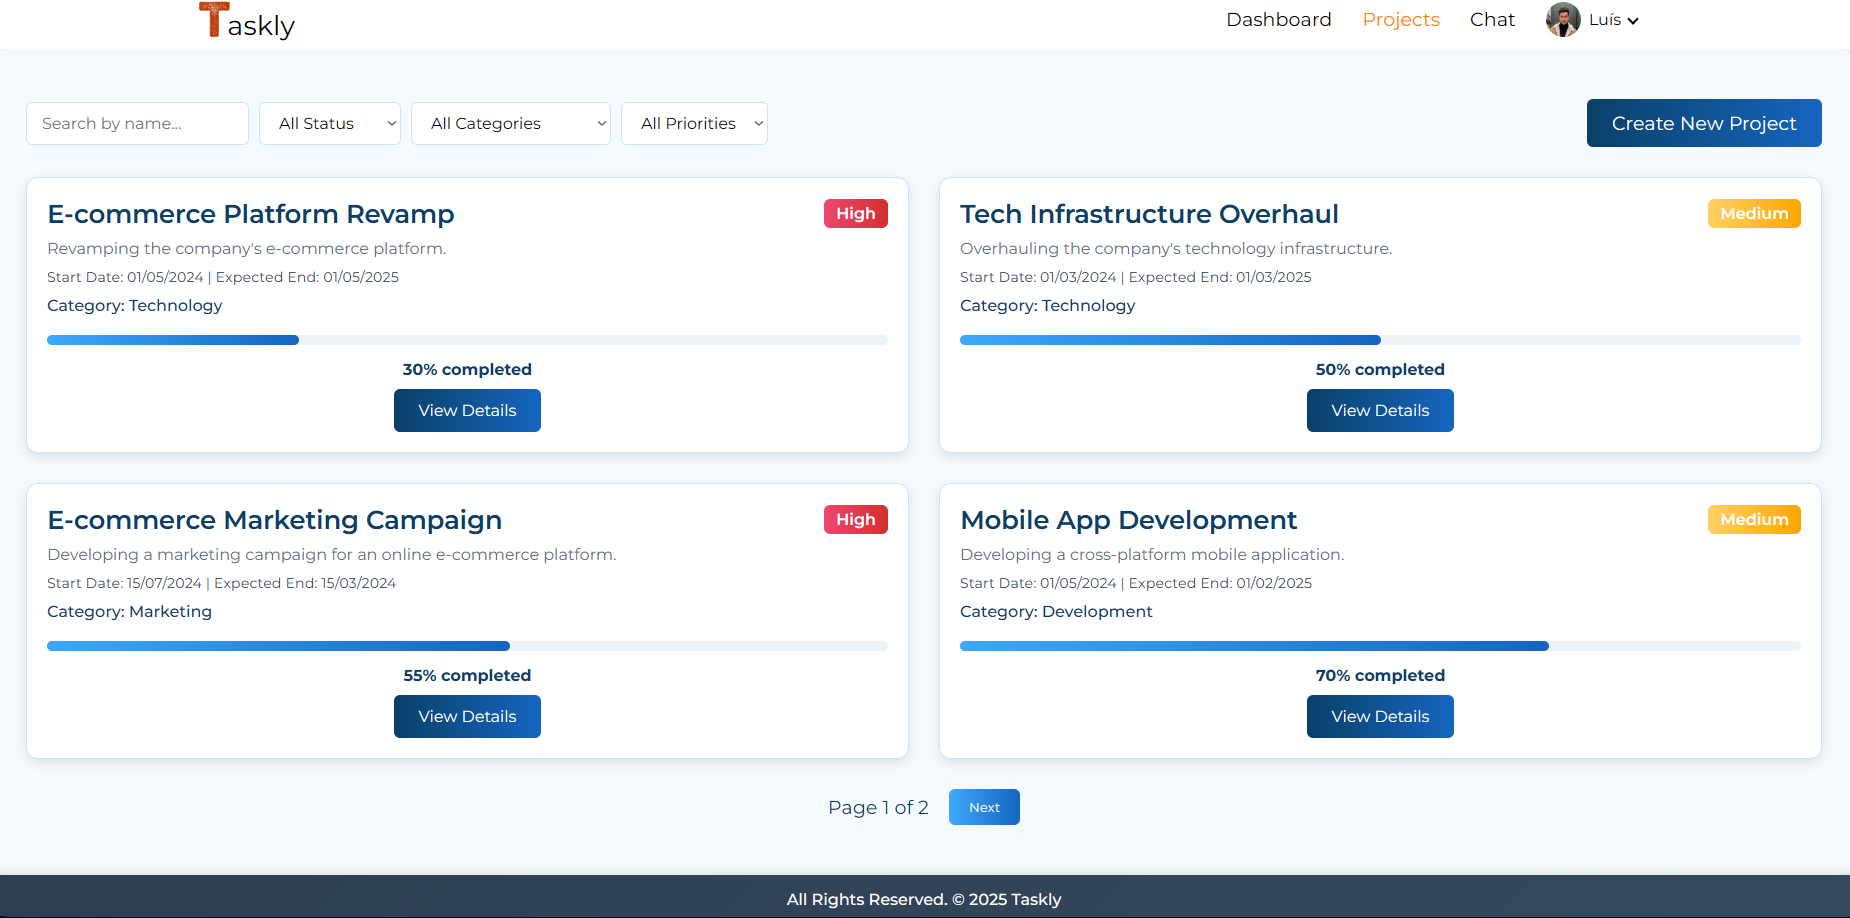 Taskly
Dashboard Projects Chat Luís
Search by name... All Status All Categories All Priorities Create New Project
E-commerce Platform Revamp High
Revamping the company's e-commerce platform.
Start Date: 01/05/2024 | Expected End: 01/05/2025
Category: Technology
30% completed
View Details
Tech Infrastructure Overhaul Medium
Overhauling the company's technology infrastructure.
Start Date: 01/03/2024 | Expected End: 01/03/2025
Category: Technology
50% completed
View Details
E-commerce Marketing Campaign High
Developing a marketing campaign for an online e-commerce platform.
Start Date: 15/07/2024 | Expected End: 15/03/2024
Category: Marketing
55% completed
View Details
Mobile App Development Medium
Developing a cross-platform mobile application.
Start Date: 01/05/2024 | Expected End: 01/02/2025
Category: Development
70% completed
View Details
Page 1 of 2 Next
All Rights Reserved. © 2025 Taskly